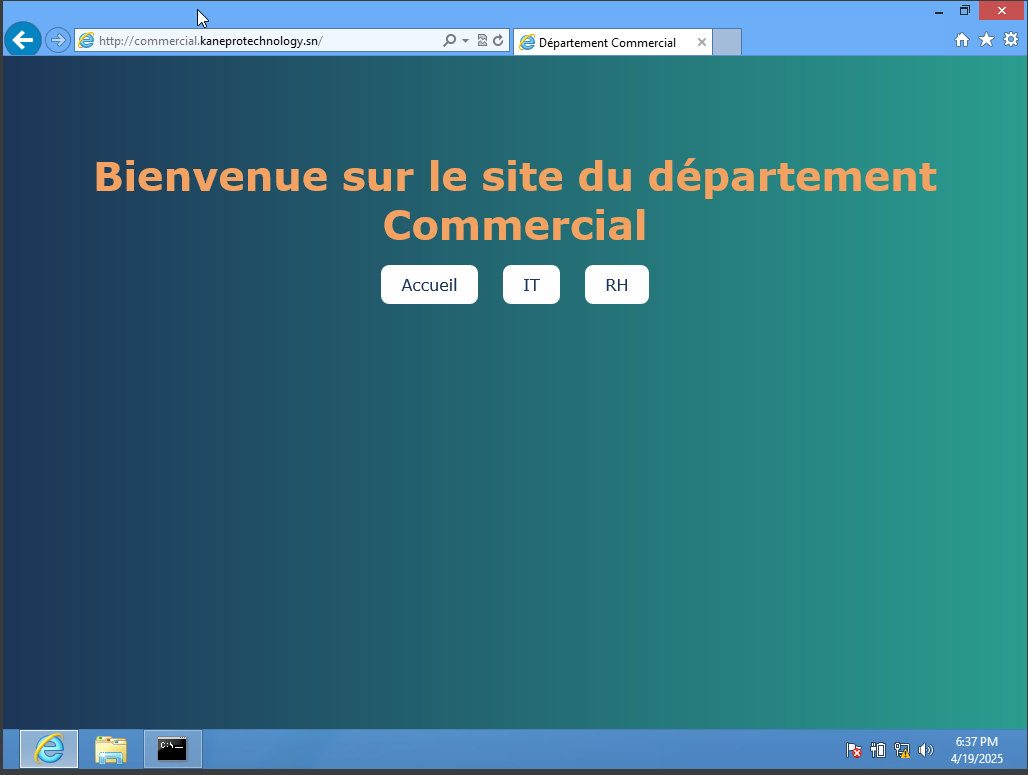 http://commercial.kaneprotechnology.sn/
Département Commercial
Bienvenue sur le site du département
Commercial
Accueil
IT
RH
C:\
6:37 PM
4/19/2025